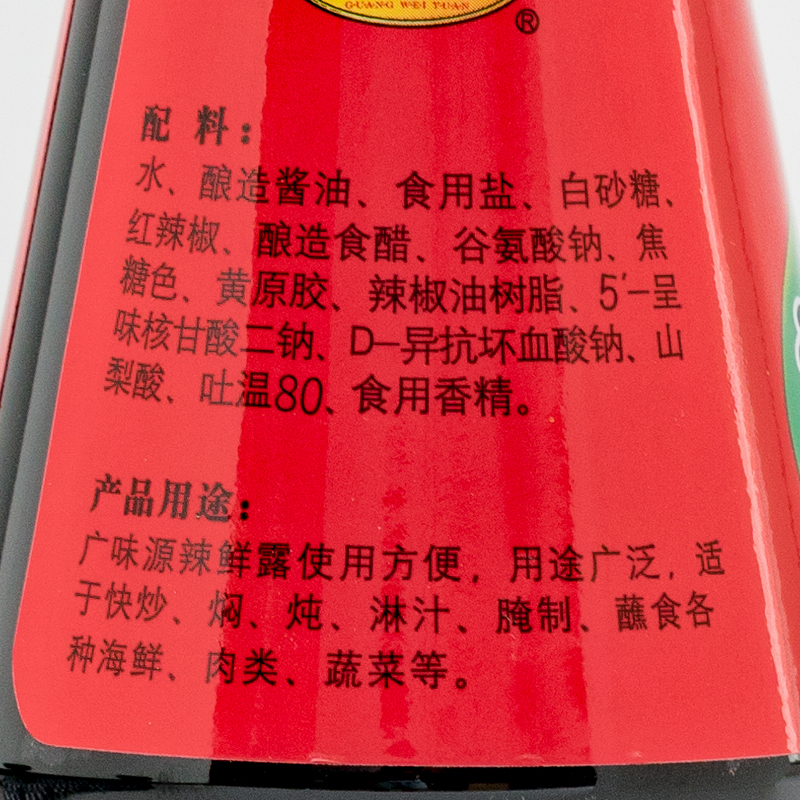 GUANG WEI YUAN
®
配料：
水、酿造酱油、食用盐、白砂糖、
红辣椒、酿造食醋、谷氨酸钠、焦
糖色、黄原胶、辣椒油树脂、5′-呈
味核甘酸二钠、D-异抗坏血酸钠、山
梨酸、吐温80、食用香精。
产品用途：
广味源辣鲜露使用方便，用途广泛，适
于快炒、焖、炖、淋汁、腌制、蘸食各
种海鲜、肉类、蔬菜等。